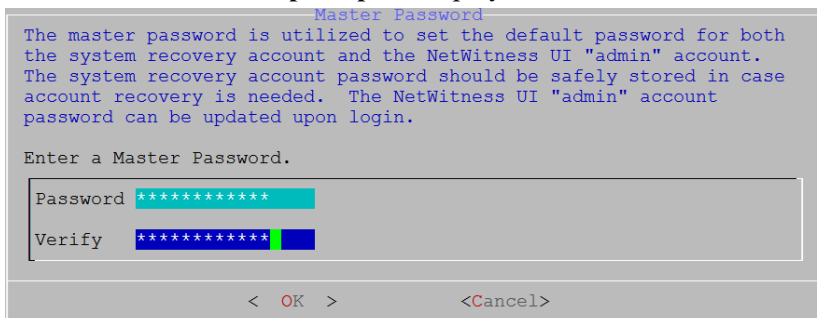 Master Password
The master password is utilized to set the default password for both
the system recovery account and the NetWitness UI "admin" account.
The system recovery account password should be safely stored in case
account recovery is needed.  The NetWitness UI "admin" account
password can be updated upon login.
Enter a Master Password.
Password ************
Verify ************
<  OK  > <Cancel>